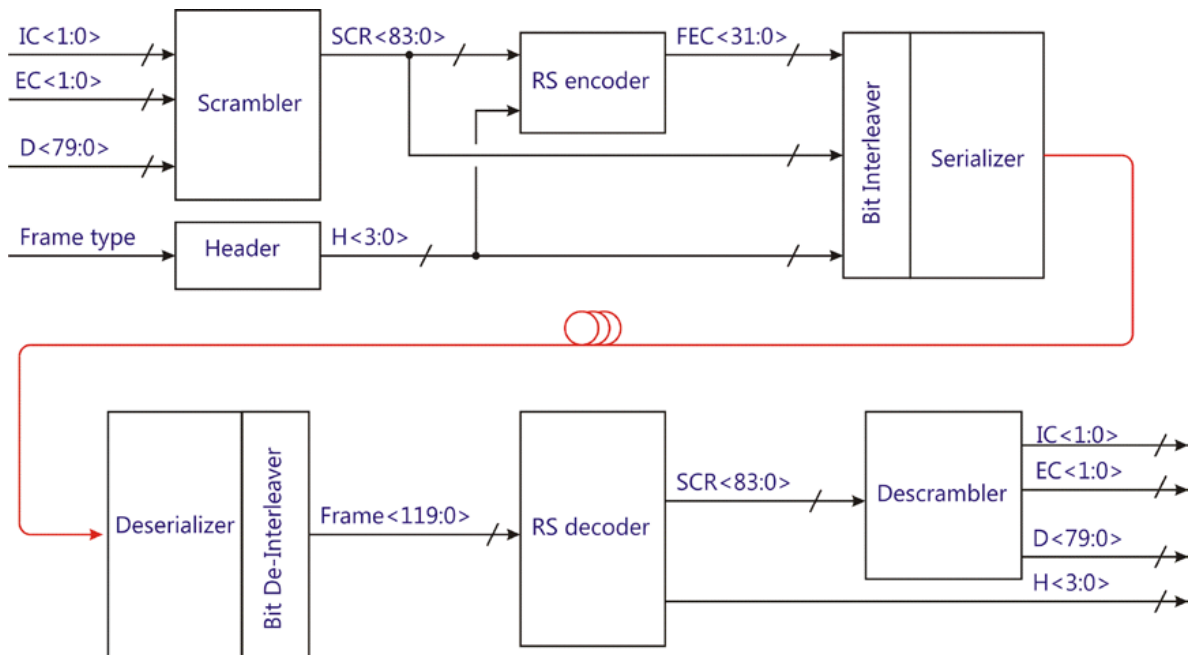 IC<1:0>
SCR<83:0>
FEC<31:0>
EC<1:0>
Scrambler
RS encoder
D<79:0>
Bit Interleaver
Serializer
Frame type
Header
H<3:0>
Deserializer
Bit De-Interleaver
Frame<119:0>
RS decoder
SCR<83:0>
Descrambler
IC<1:0>
EC<1:0>
D<79:0>
H<3:0>